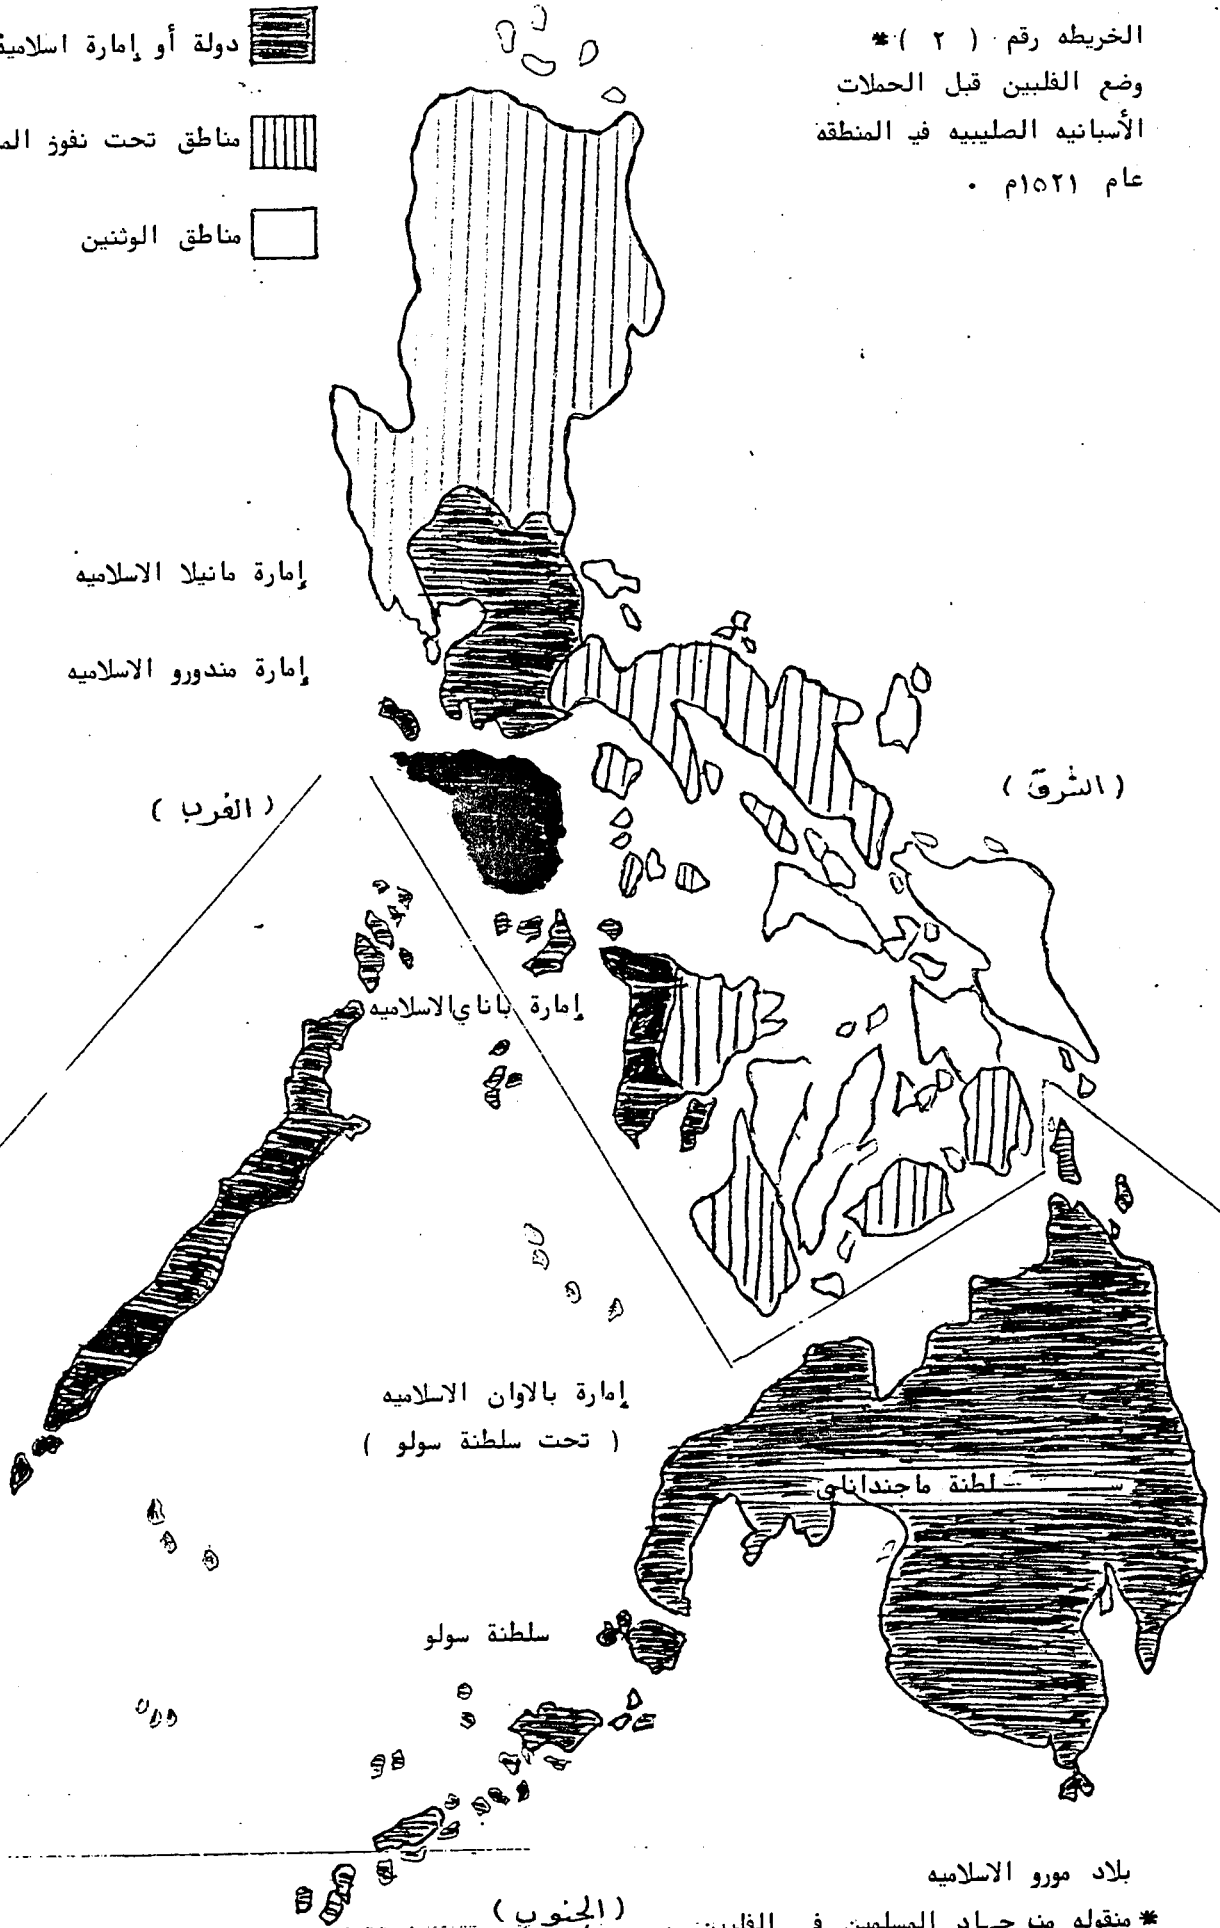 الخريطه رقم ( ٢ )*
وضع الفلبين قبل الحملات
الأسبانيه الصليبيه في المنطقه
عام ١٥٢١م .
دولة أو إمارة اسلامية
مناطق تحت نفوز
مناطق الوثنين
إمارة مانيلا الاسلاميه
إمارة مندورو الاسلاميه
(الشرق)
(الغرب)
إمارة باناي الاسلاميه
إمارة بالاوان الاسلاميه
( تحت سلطنة سولو )
سلطنة ماجنداناى
سلطنة سولو
بلاد مورو الاسلاميه
(الجنوب)
* منقوله من جهاد المسلمين في الفلبين